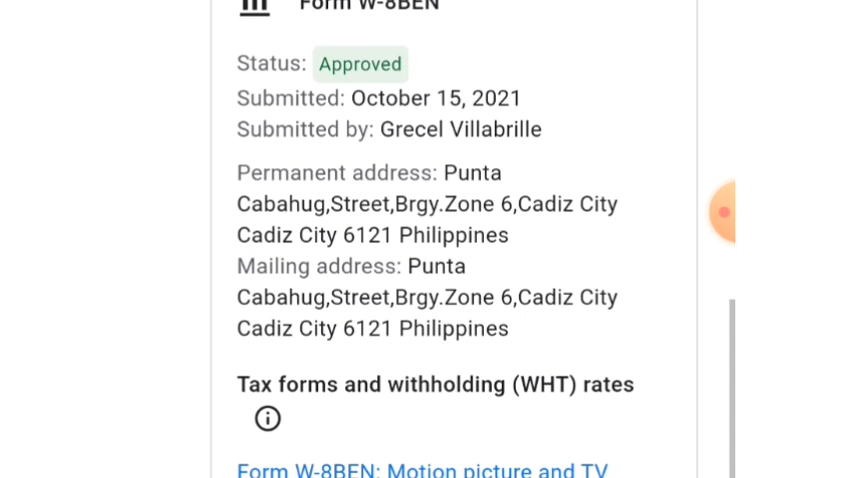 Form W-8BEN
Status: Approved
Submitted: October 15, 2021
Submitted by: Grecel Villabrille
Permanent address: Punta
Cabahug,Street,Brgy.Zone 6,Cadiz City
Cadiz City 6121 Philippines
Mailing address: Punta
Cabahug,Street,Brgy.Zone 6,Cadiz City
Cadiz City 6121 Philippines
Tax forms and withholding (WHT) rates
Form W-8BEN: Motion picture and TV